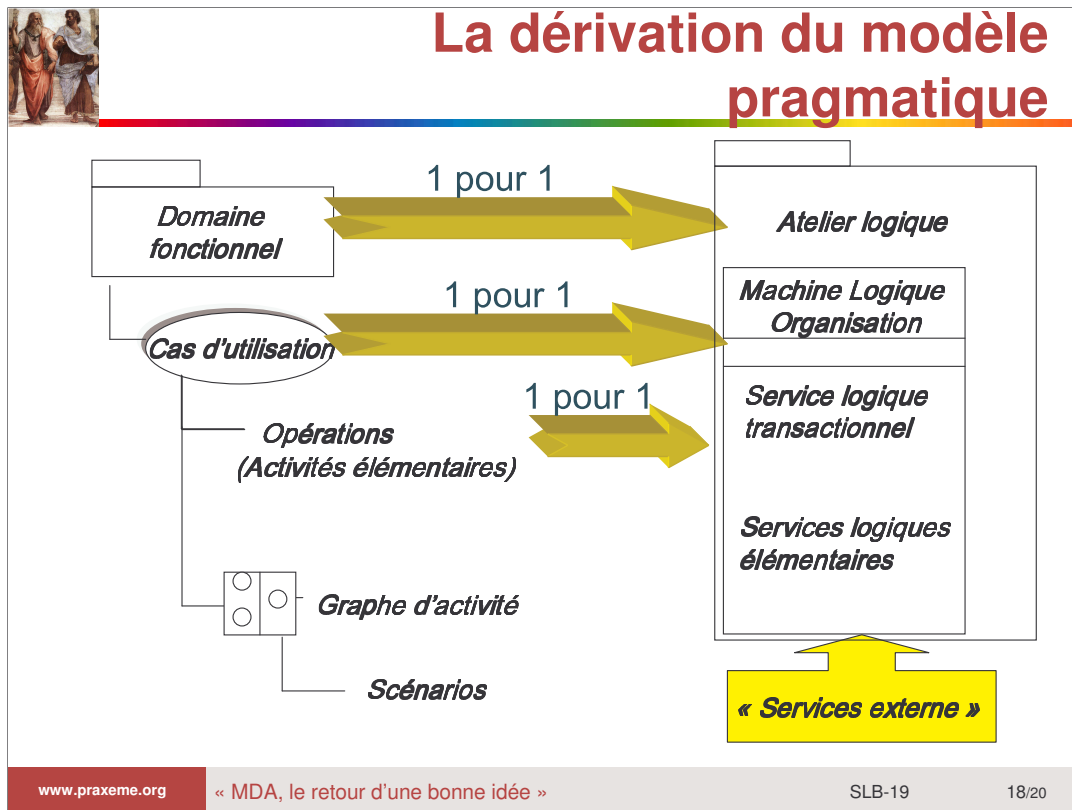 La dérivation du modèle
pragmatique
1 pour 1
Domaine
fonctionnel
Atelier logique
1 pour 1
Machine Logique
Organisation
Cas d'utilisation
1 pour 1
Service logique
transactionnel
Opérations
(Activités élémentaires)
Services logiques
élémentaires
Graphe d'activité
Scénarios
« Services externe »
www.praxeme.org
« MDA, le retour d'une bonne idée »
SLB-19
18/20